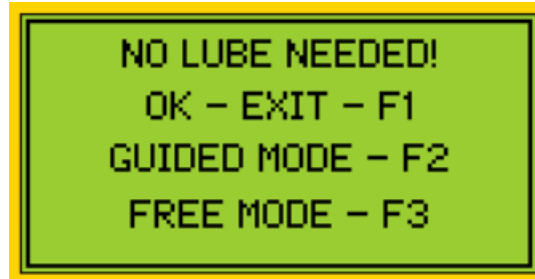 NO LUBE NEEDED!
OK – EXIT – F1
GUIDED MODE – F2
FREE MODE – F3